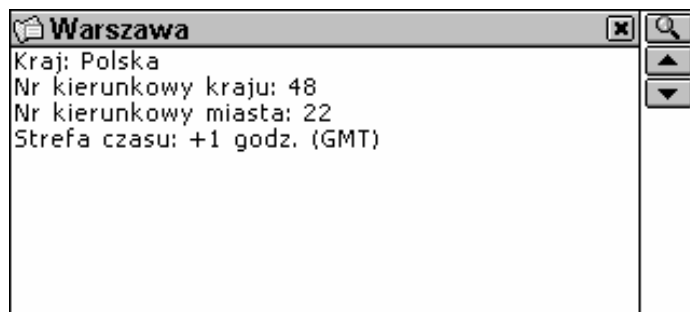 Warszawa
Kraj: Polska
Nr kierunkowy kraju: 48
Nr kierunkowy miasta: 22
Strefa czasu: +1 godz. (GMT)